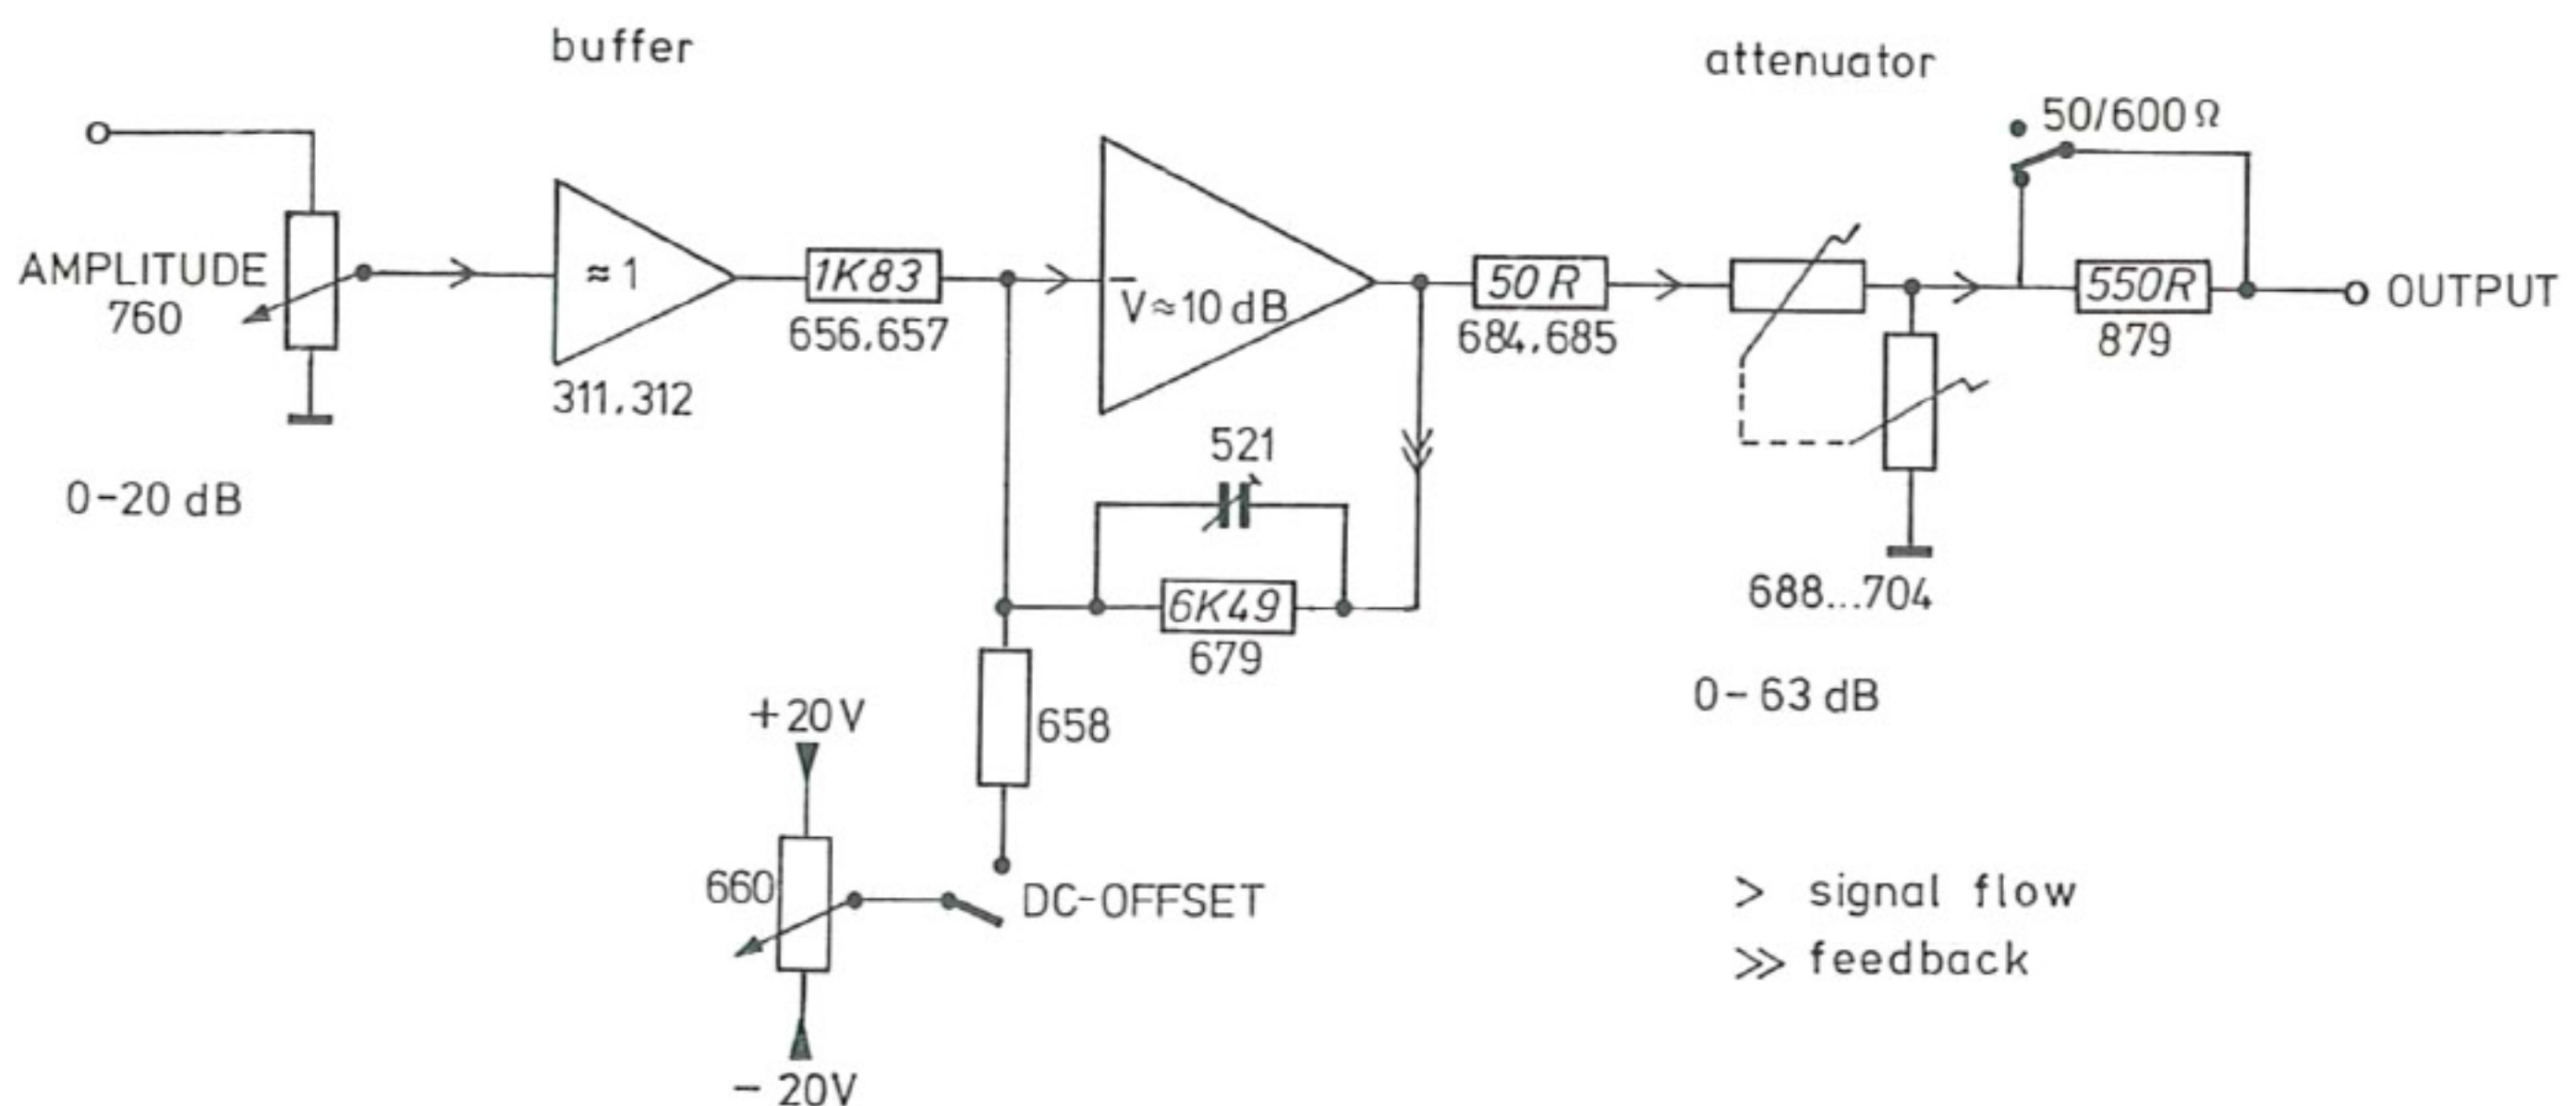 buffer
attenuator
50/600 Ω
AMPLITUDE
760
≈ 1
1K83
V≈10 dB
50 R
550R
OUTPUT
656,657
684,685
879
311,312
521
0-20 dB
6K49
679
688...704
0-63 dB
+20V
658
660
DC-OFFSET
- 20V
> signal flow
>> feedback